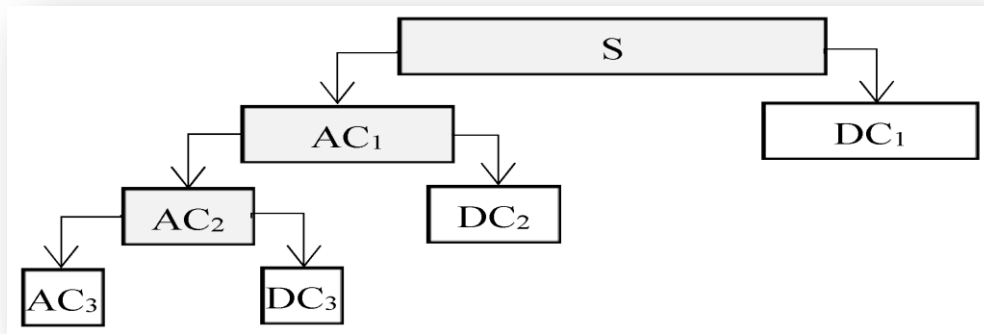 S
AC₁
DC₁
AC₂
DC₂
AC₃
DC₃